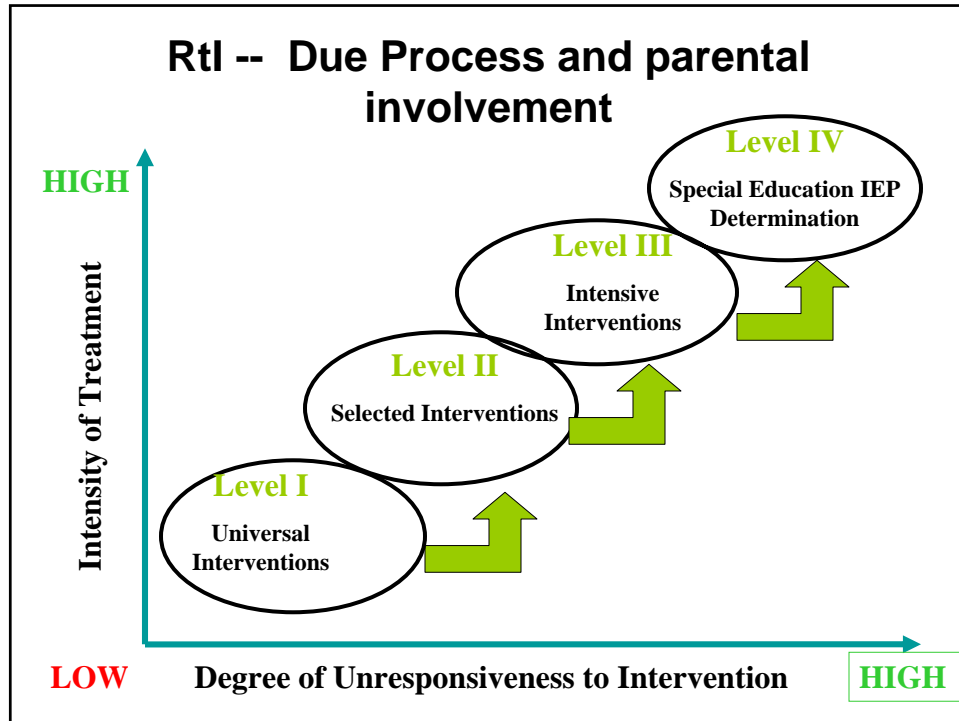 RtI -- Due Process and parental
involvement
Level IV
HIGH
Special Education IEP
Determination
Level III
Intensive
Interventions
Intensity of Treatment
Level II
Selected Interventions
Level I
Universal
Interventions
LOW
Degree of Unresponsiveness to Intervention
HIGH